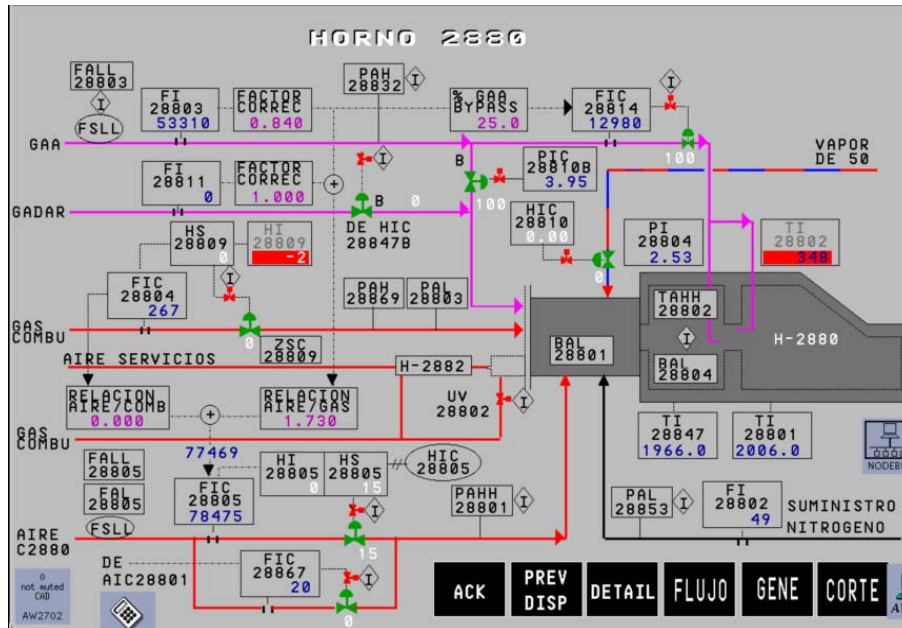 HORNO 2880
FALL
28803
I
FSLL
FI
28803
53310
FACTOR
CORREC
0.840
PAH
28832
I
% GAA
BYPASS
25.0
FIC
28814
12980
I
100
GAA
VAPOR
DE 50
FI
28811
0
FACTOR
CORREC
1.000
+
I
B
PIC
28810B
3.95
100
GADAR
B
0
DE HIC
28847B
HIC
28810
0.00
0
PI
28804
2.53
TI
28802
348
HS
28809
0
HI
28809
-2
I
FIC
28804
267
PAH
28869
PAL
28803
TAHH
28802
I
H-2880
GAS
COMBU
0
ZSC
28809
BAL
28801
BAL
28804
AIRE SERVICIOS
H-2882
UV
28802
I
RELACION
AIRE/COMB
0.000
+
RELACION
AIRE/GAS
1.730
TI
28847
1966.0
TI
28801
2006.0
GAS
COMBU
77469
NODEB
FALL
28805
FAL
28805
FSLL
FIC
28805
78475
HI
28805
0
HS
28805
15
HIC
28805
I
15
PAHH
28801
I
PAL
28853
I
FI
28802
49
SUMINISTRO
NITROGENO
AIRE
C2880
DE
AIC28801
FIC
28867
20
I
0
0
not muted
CAD
AW2702
ACK
PREV
DISP
DETAIL
FLUJO
GENE
CORTE